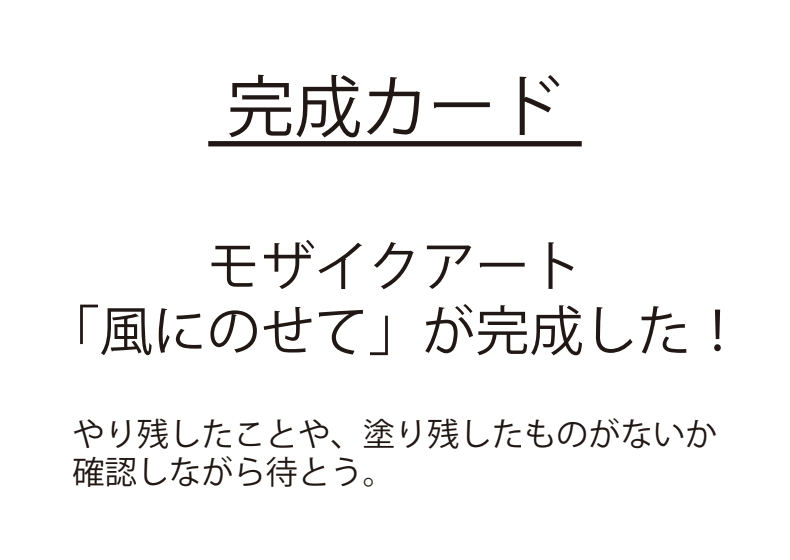 完成カード
モザイクアート
「風にのせて」が完成した！
やり残したことや、塗り残したものがないか
確認しながら待とう。